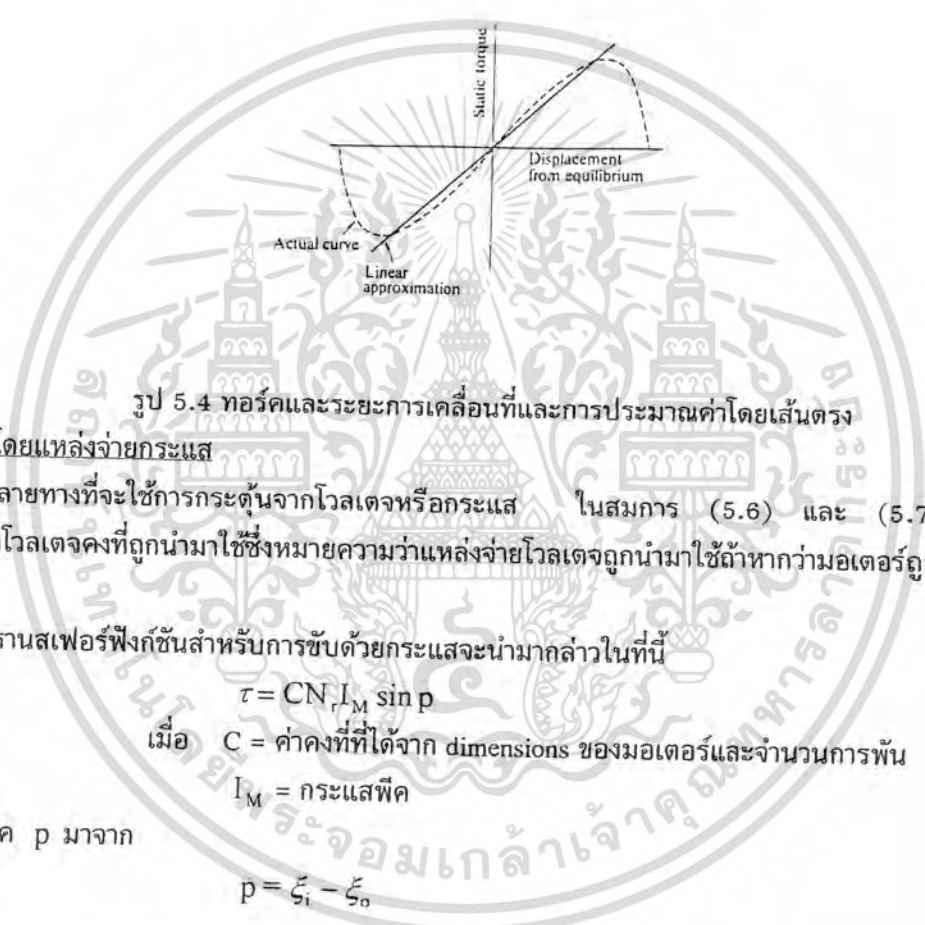 Static torque
Displacement
from equilibrium
Actual curve
Linear
approximation
รูป 5.4 ทอร์คและระยะการเคลื่อนที่และการประมาณค่าโดยเส้นตรง
โดยแหล่งจ่ายกระแส
ลายทางที่จะใช้การกระตุ้นจากโวลเตจหรือกระแส ในสมการ (5.6) และ (5.7
โวลเตจคงที่ถูกนำมาใช้ซึ่งหมายความว่าแหล่งจ่ายโวลเตจถูกนำมาใช้ถ้าหากว่ามอเตอร์ถูก
รานสเฟอร์ฟังก์ชันสำหรับการขับด้วยกระแสจะนำมากล่าวในที่นี้
τ = CN_r I_M sin p
เมื่อ C = ค่าคงที่ที่ได้จาก dimensions ของมอเตอร์และจำนวนการพัน
I_M = กระแสพีค
ค p มาจาก
p = ξ_i − ξ_o